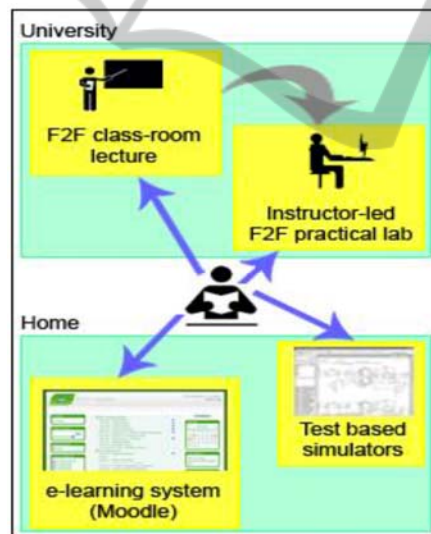 University
F2F class-room
lecture
Instructor-led
F2F practical lab
Home
e-learning system
(Moodle)
Test based
simulators